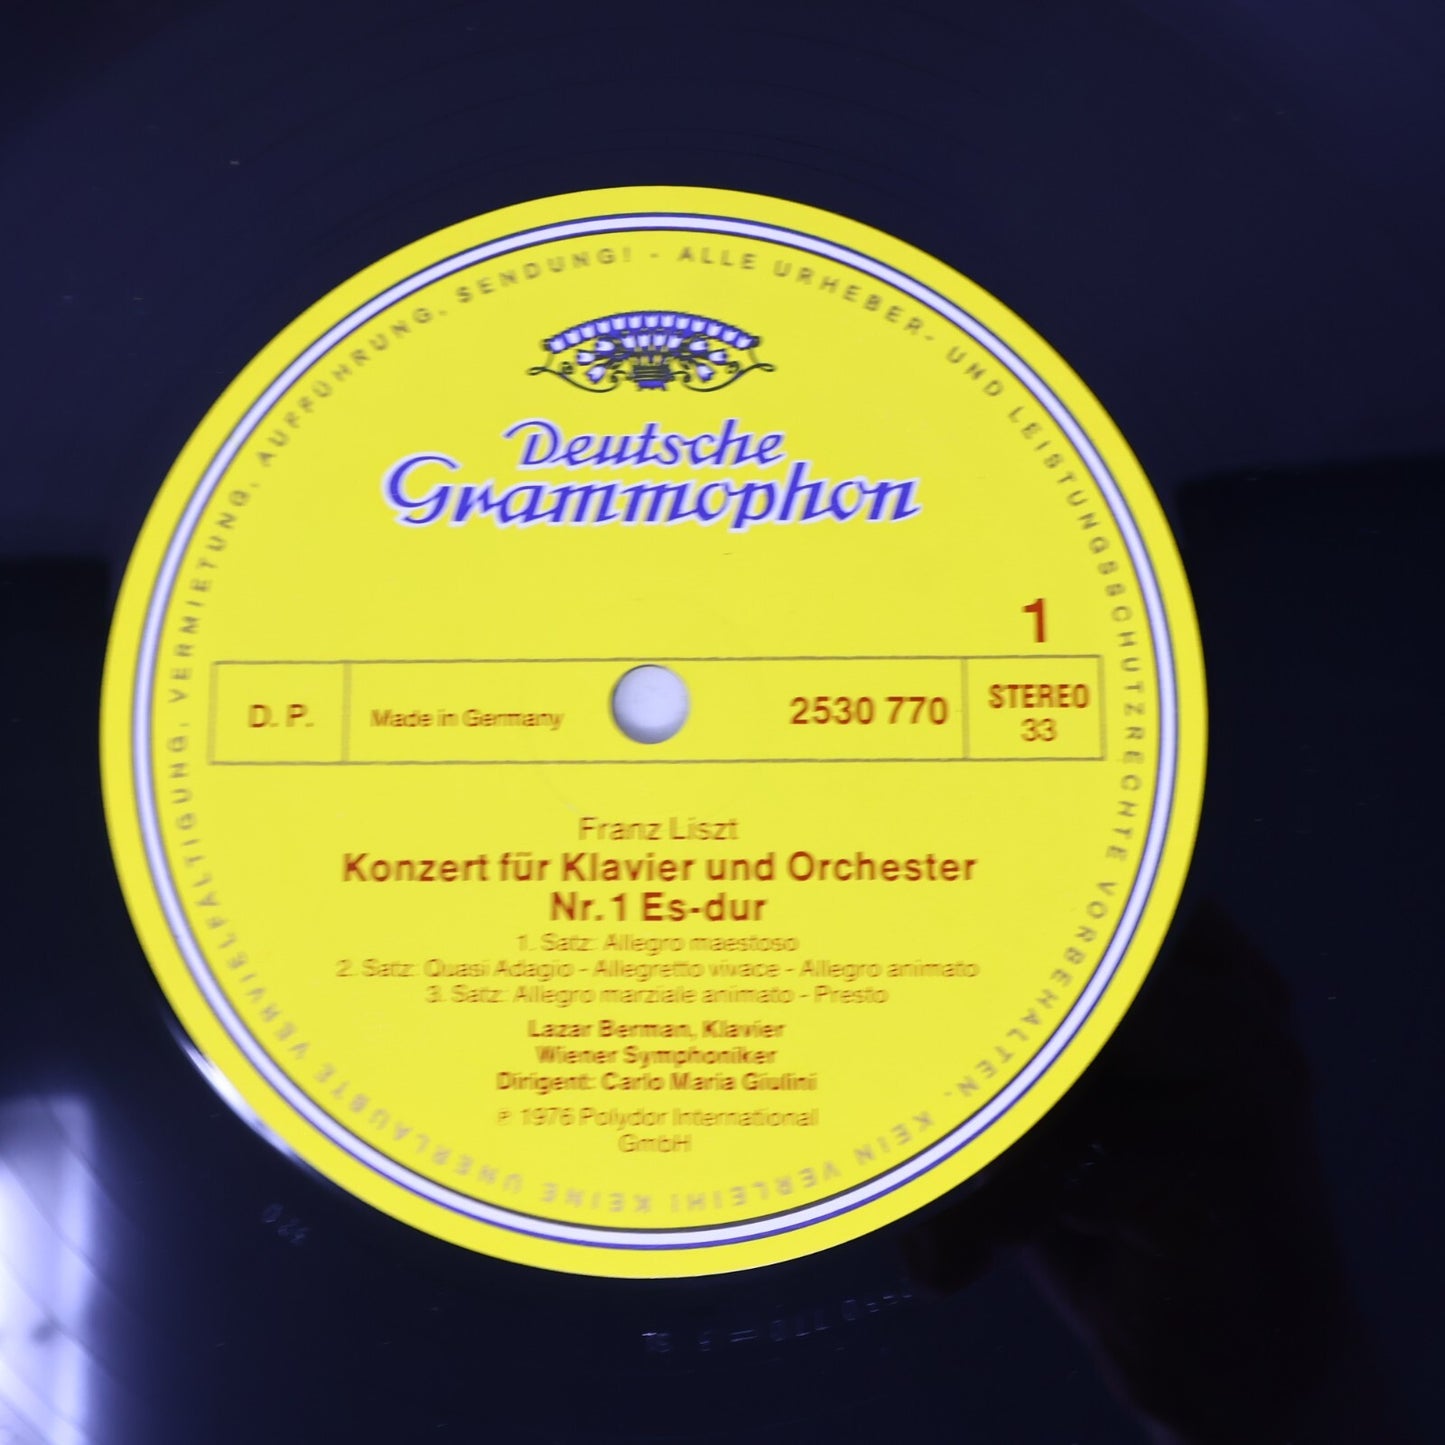 ALLE URHEBER- UND LEISTUNGSSCHUTZRECHTE VORBEHALTEN. KEIN VERLEIH! KEINE UNERLAUBTE VERVIELFÄLTIGUNG, VERMIETUNG, AUFFÜHRUNG, SENDUNG! -
Deutsche
Grammophon
1
D. P.
Made in Germany
2530 770
STEREO
33
Franz Liszt
Konzert für Klavier und Orchester
Nr. 1 Es-dur
1. Satz: Allegro maestoso
2. Satz: Quasi Adagio - Allegretto vivace - Allegro animato
3. Satz: Allegro marziale animato - Presto
Lazar Berman, Klavier
Wiener Symphoniker
Dirigent: Carlo Maria Giulini
℗ 1976 Polydor International
GmbH